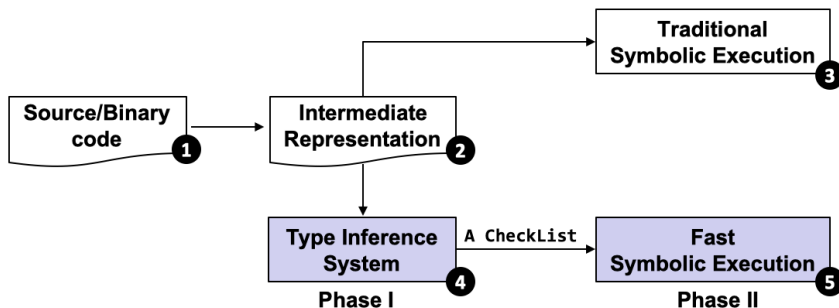 Traditional
Symbolic Execution
3
Source/Binary
code
1
Intermediate
Representation
2
Type Inference
System
4
A CheckList
Fast
Symbolic Execution
5
Phase I
Phase II